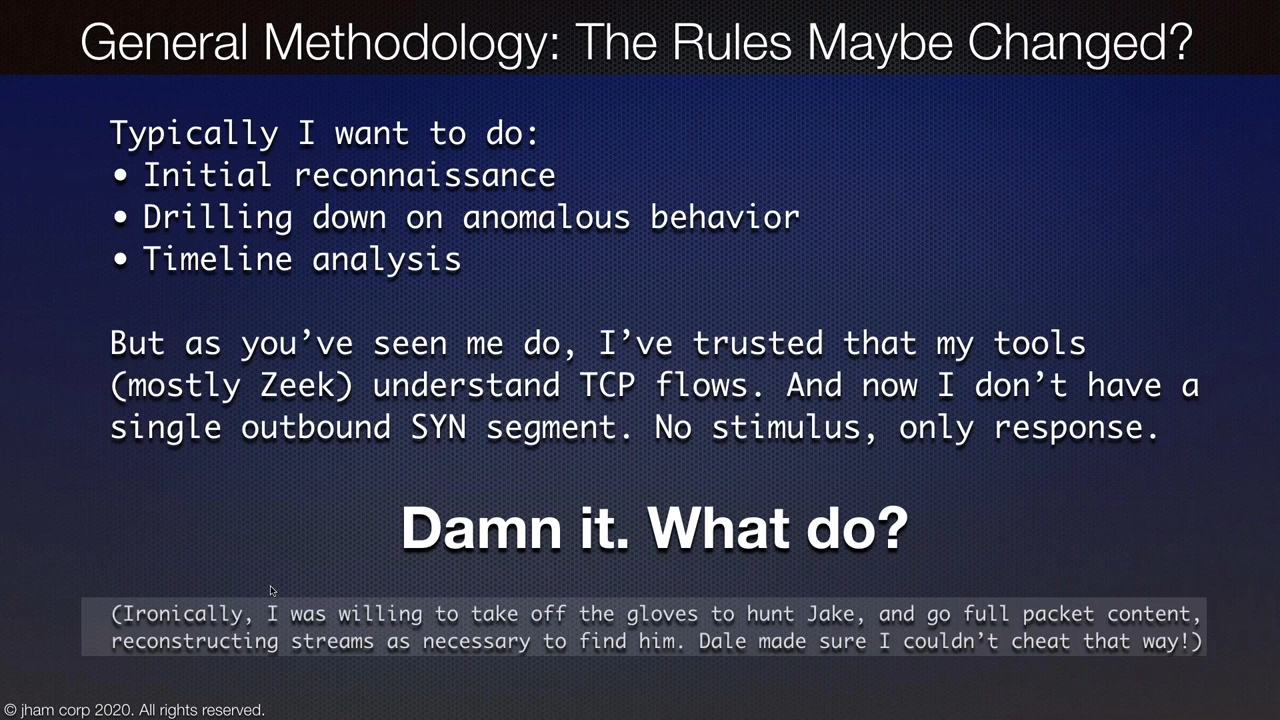 General Methodology: The Rules Maybe Changed?
Typically I want to do:
• Initial reconnaissance
• Drilling down on anomalous behavior
• Timeline analysis
But as you’ve seen me do, I’ve trusted that my tools
(mostly Zeek) understand TCP flows. And now I don’t have a
single outbound SYN segment. No stimulus, only response.
Damn it. What do?
(Ironically, I was willing to take off the gloves to hunt Jake, and go full packet content,
reconstructing streams as necessary to find him. Dale made sure I couldn’t cheat that way!)
© jham corp 2020. All rights reserved.